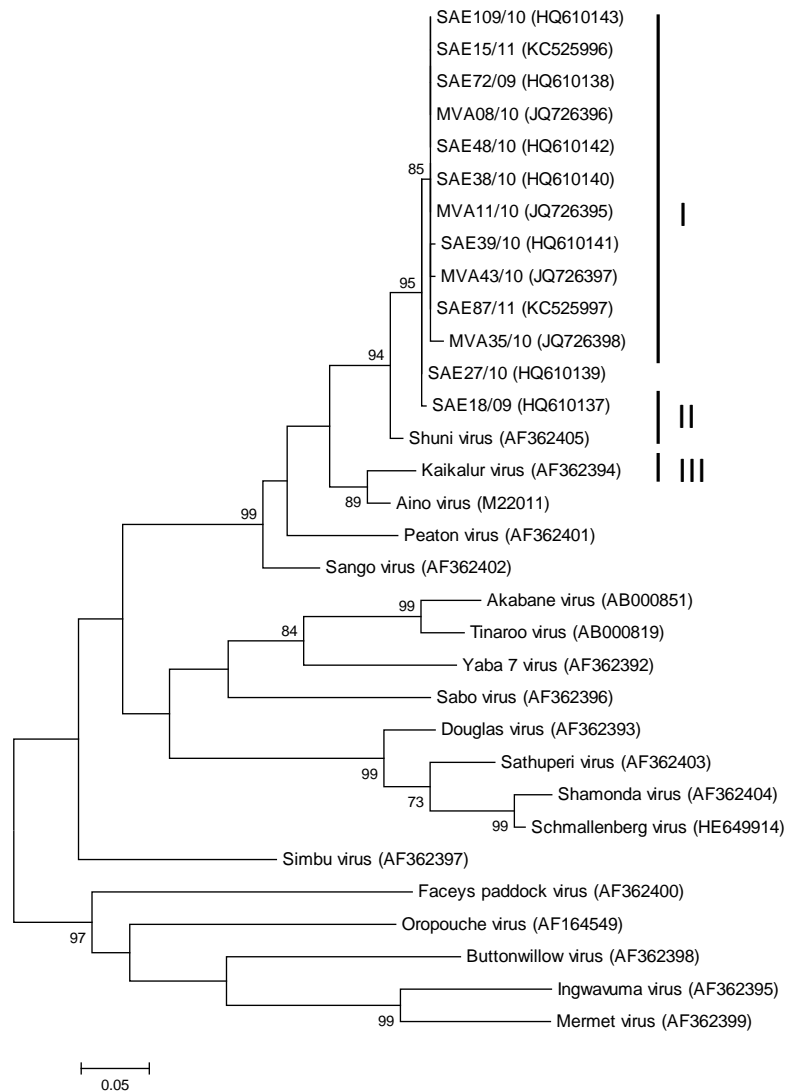 SAE109/10 (HQ610143)
SAE15/11 (KC525996)
SAE72/09 (HQ610138)
MVA08/10 (JQ726396)
SAE48/10 (HQ610142)
85
SAE38/10 (HQ610140)
MVA11/10 (JQ726395)
I
SAE39/10 (HQ610141)
MVA43/10 (JQ726397)
95
SAE87/11 (KC525997)
MVA35/10 (JQ726398)
94
SAE27/10 (HQ610139)
SAE18/09 (HQ610137)
II
Shuni virus (AF362405)
Kaikalur virus (AF362394)
III
89
Aino virus (M22011)
99
Peaton virus (AF362401)
Sango virus (AF362402)
99
Akabane virus (AB000851)
84
Tinaroo virus (AB000819)
Yaba 7 virus (AF362392)
Sabo virus (AF362396)
Douglas virus (AF362393)
99
Sathuperi virus (AF362403)
73
Shamonda virus (AF362404)
99
Schmallenberg virus (HE649914)
Simbu virus (AF362397)
Faceys paddock virus (AF362400)
97
Oropouche virus (AF164549)
Buttonwillow virus (AF362398)
Ingwavuma virus (AF362395)
99
Mermet virus (AF362399)
0.05